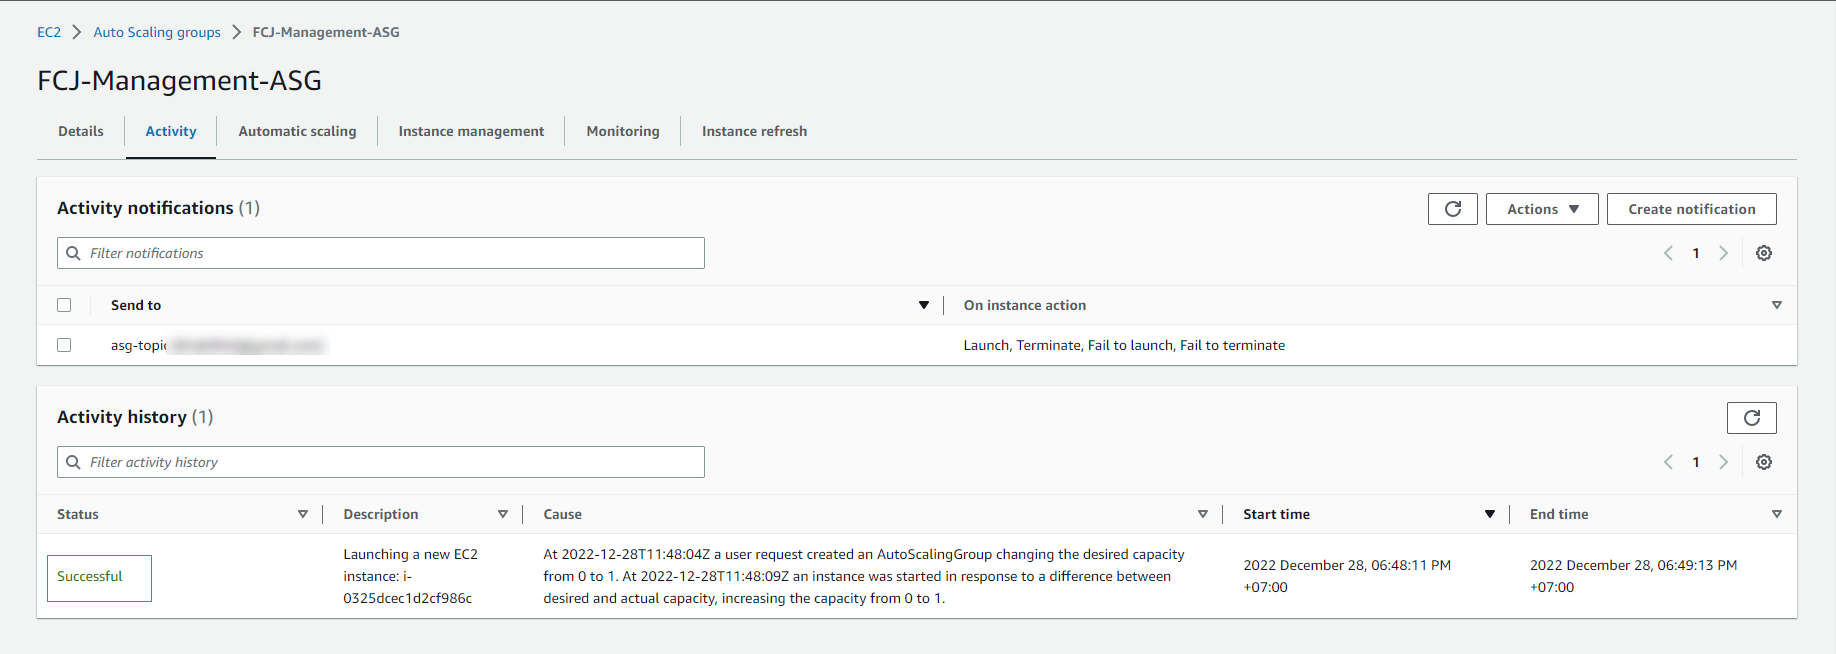 EC2 > Auto Scaling groups > FCJ-Management-ASG
FCJ-Management-ASG
Details Activity Automatic scaling Instance management Monitoring Instance refresh
Activity notifications (1)
Actions Create notification
Filter notifications
1
Send to On instance action
asg-topic Launch, Terminate, Fail to launch, Fail to terminate
Activity history (1)
Filter activity history
1
Status Description Cause Start time End time
Launching a new EC2 At 2022-12-28T11:48:04Z a user request created an AutoScalingGroup changing the desired capacity 2022 December 28, 06:48:11 PM 2022 December 28, 06:49:13 PM
Successful instance: i- from 0 to 1. At 2022-12-28T11:48:09Z an instance was started in response to a difference between +07:00 +07:00
0325dcec1d2cf986c desired and actual capacity, increasing the capacity from 0 to 1.